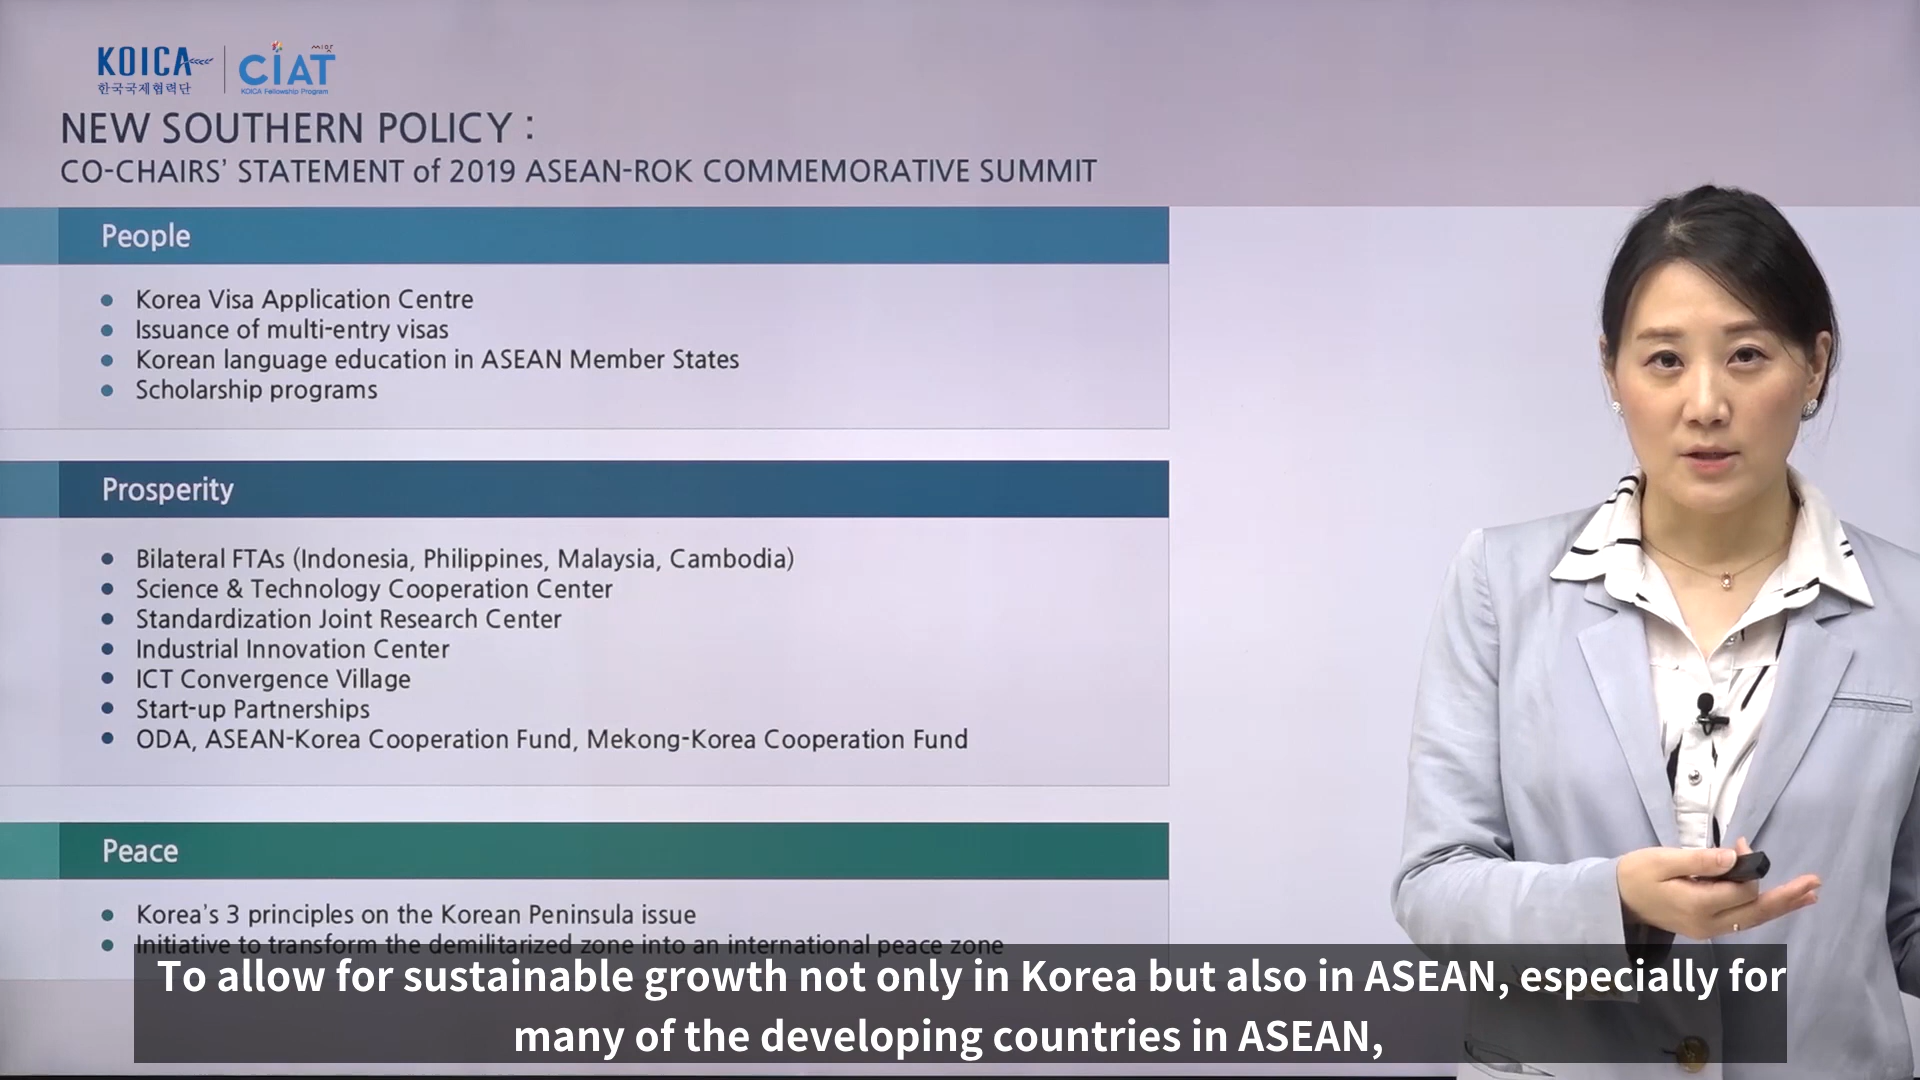 KOICA
한국국제협력단
CIAT
KOICA Fellowship Program
NEW SOUTHERN POLICY :
CO-CHAIRS' STATEMENT of 2019 ASEAN-ROK COMMEMORATIVE SUMMIT
People
Korea Visa Application Centre
Issuance of multi-entry visas
Korean language education in ASEAN Member States
Scholarship programs
Prosperity
Bilateral FTAs (Indonesia, Philippines, Malaysia, Cambodia)
Science & Technology Cooperation Center
Standardization Joint Research Center
Industrial Innovation Center
ICT Convergence Village
Start-up Partnerships
ODA, ASEAN-Korea Cooperation Fund, Mekong-Korea Cooperation Fund
Peace
Korea's 3 principles on the Korean Peninsula issue
Initiative to transform the demilitarized zone into an international peace zone
To allow for sustainable growth not only in Korea but also in ASEAN, especially for
many of the developing countries in ASEAN,